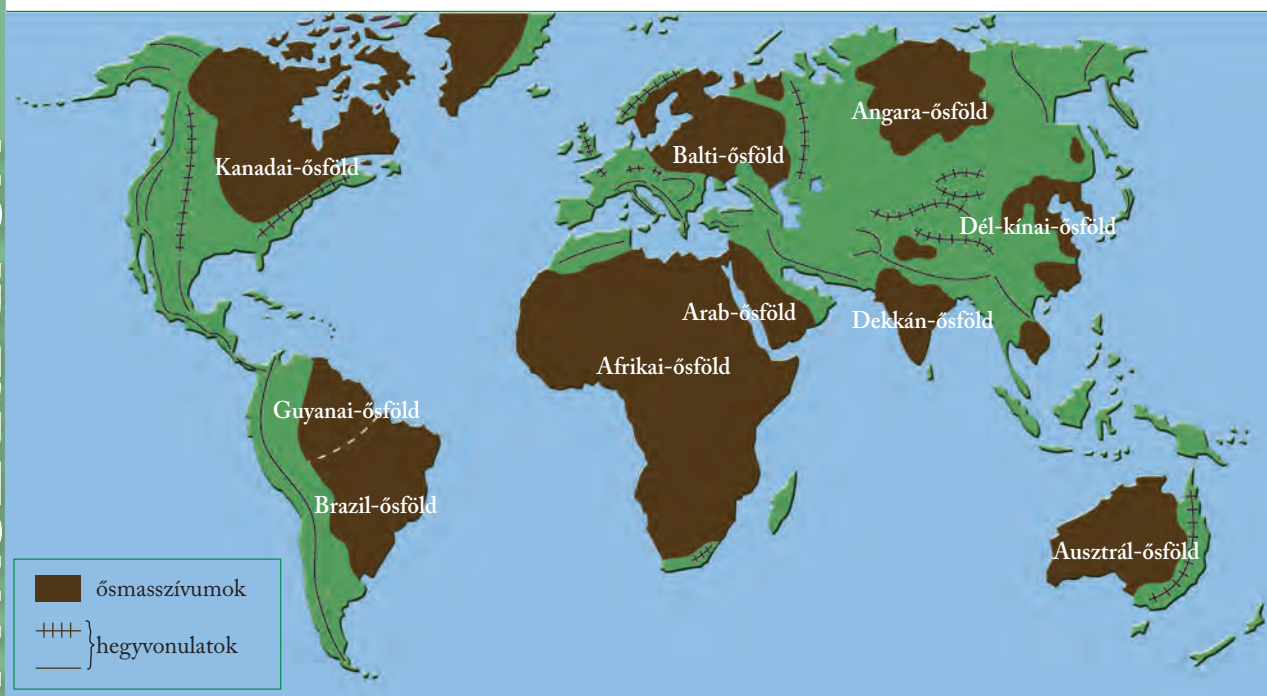 Angara-ősföld
Kanadai-ősföld
Balti-ősföld
Dél-kínai-ősföld
Arab-ősföld
Dekkán-ősföld
Afrikai-ősföld
Guyanai-ősföld
Brazil-ősföld
Ausztrál-ősföld
ősmasszívumok
hegyvonulatok